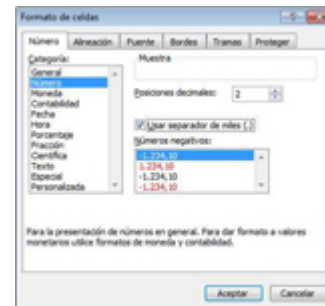 Formato de celdas
Número Alineación Fuente Bordes Tramas Proteger
Categoría:
General
Número
Moneda
Contabilidad
Fecha
Hora
Porcentaje
Fracción
Científica
Texto
Especial
Personalizada
Muestra
Posiciones decimales: 2
Usar separador de miles (.)
Números negativos:
-1.234,10
1.234,10
-1.234,10
-1.234,10
Para la presentación de números en general. Para dar formato a valores
monetarios utilice formatos de moneda y contabilidad.
Aceptar Cancelar